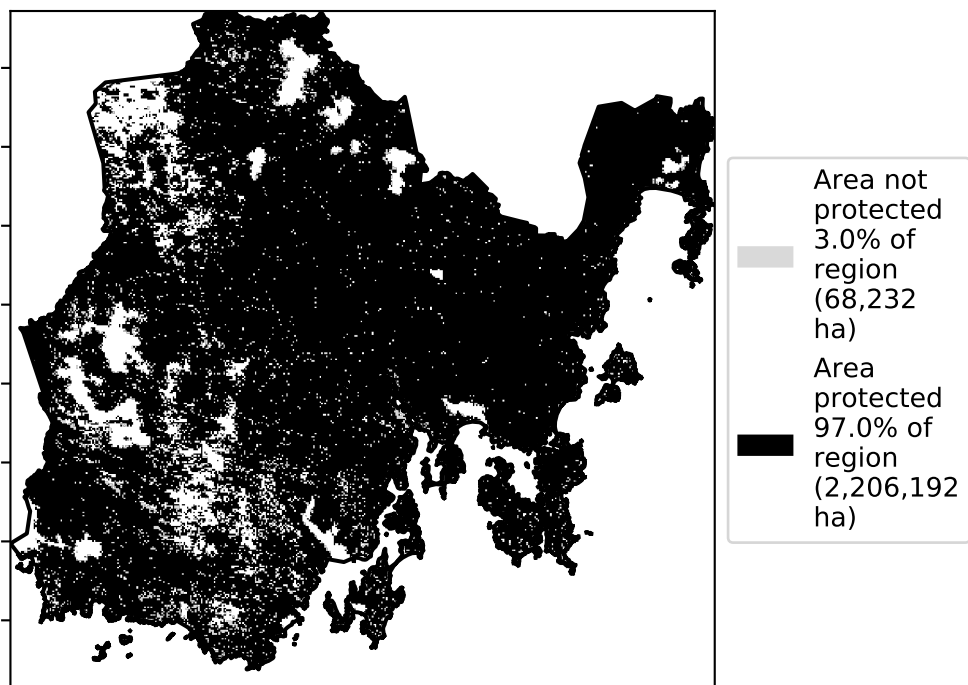 Area not
protected
3.0% of
region
(68,232
ha)
Area
protected
97.0% of
region
(2,206,192
ha)